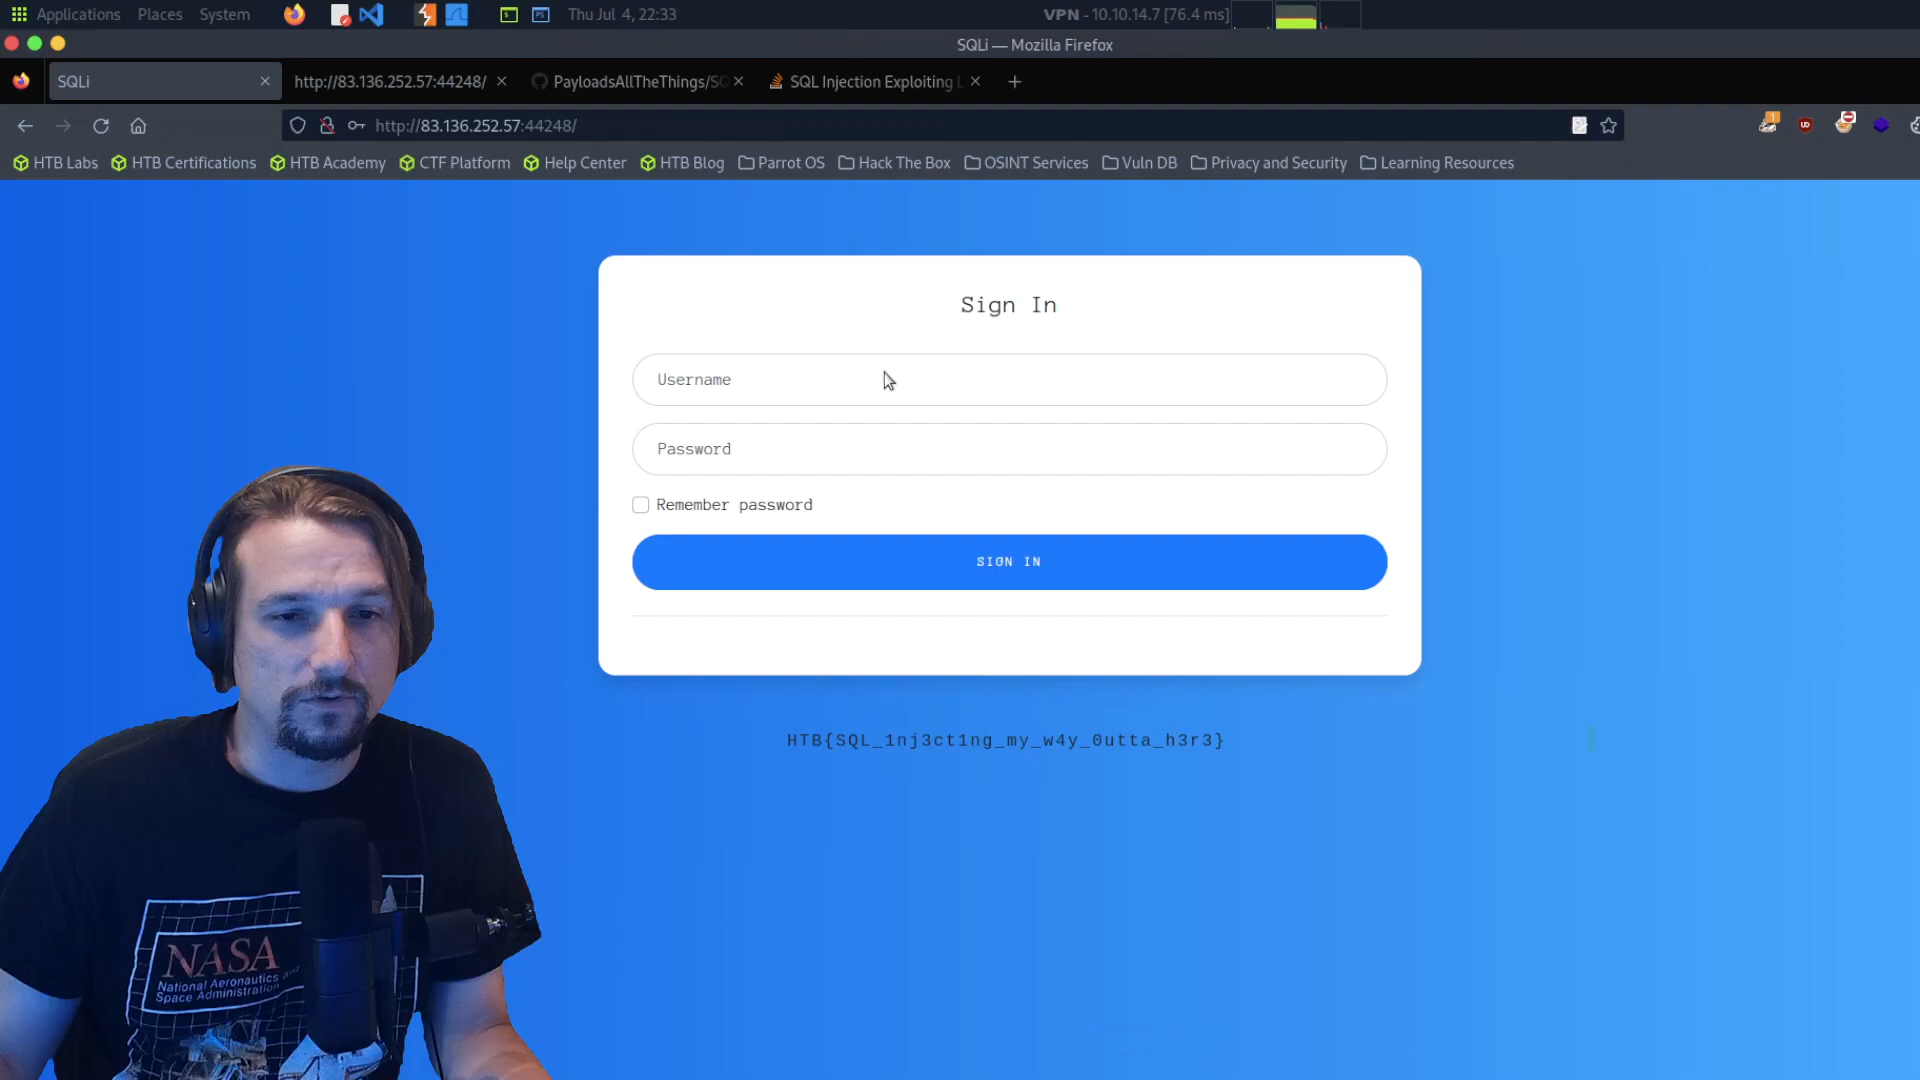 Applications Places System Thu Jul 4, 22:33 VPN - 10.10.14.7 [76.4 ms]
SQLi — Mozilla Firefox
SQLi http://83.136.252.57:44248/ PayloadsAllTheThings/SQ SQL Injection Exploiting
http://83.136.252.57:44248/
HTB Labs HTB Certifications HTB Academy CTF Platform Help Center HTB Blog Parrot OS Hack The Box OSINT Services Vuln DB Privacy and Security Learning Resources
Sign In
Username
Password
Remember password
SIGN IN
HTB{SQL_1nj3ct1ng_my_w4y_0utta_h3r3}
NASA
National Aeronautics and
Space Administration